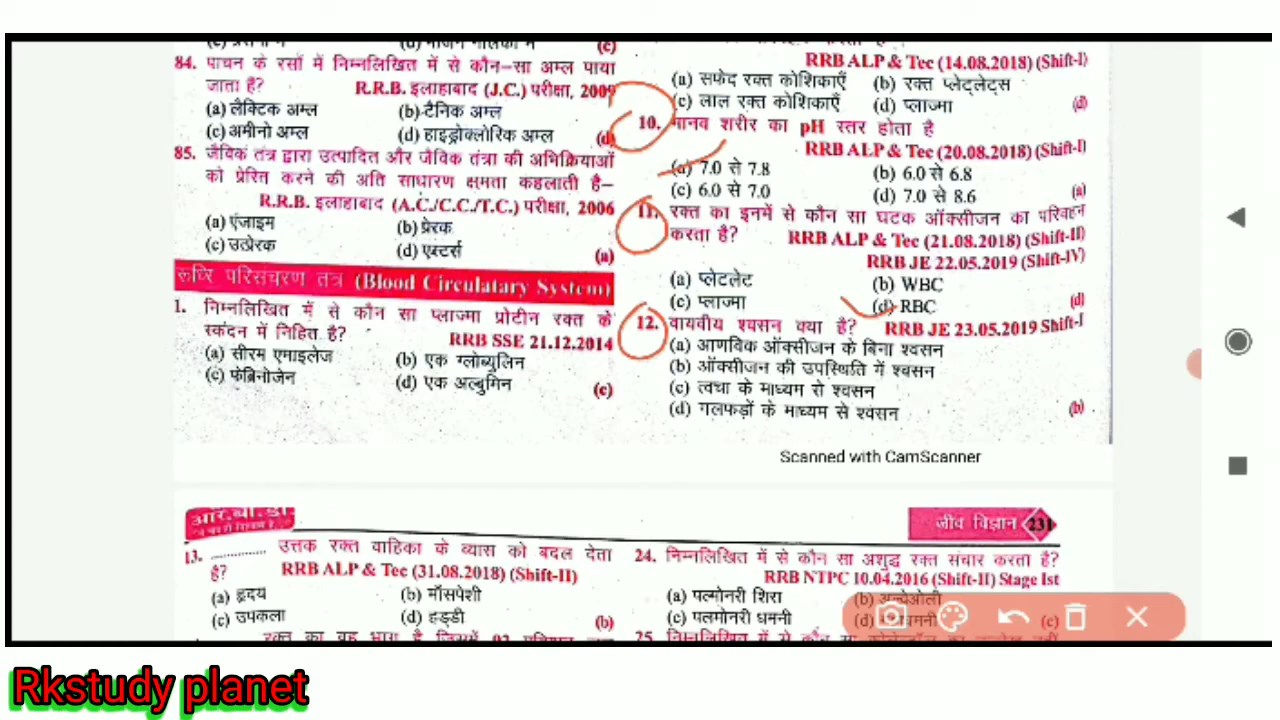 84. पाचन के रसों में निम्नलिखित में से कौन-सा अम्ल पाया
जाता है? R.R.B. इलाहाबाद (J.C.) परीक्षा, 2009
(a) लैक्टिक अम्ल (b) टैनिक अम्ल
(c) अमीनो अम्ल (d) हाइड्रोक्लोरिक अम्ल (d)
85. जैविक तंत्र द्वारा उत्पादित और जैविक तंत्रा की अभिक्रियाओं
को प्रेरित करने की अति साधारण क्षमता कहलाती है–
R.R.B. इलाहाबाद (A.C./C.C./T.C.) परीक्षा, 2006
(a) एंजाइम (b) प्रेरक
(c) उत्प्रेरक (d) एस्टर्स (a)
रूधिर परिसंचरण तंत्र (Blood Circulatary System)
1. निम्नलिखित में से कौन सा प्लाज्मा प्रोटीन रक्त के
स्कंदन में निहित है? RRB SSE 21.12.2014
(a) सीरम एमाइलेज (b) एक ग्लोब्युलिन
(c) फेब्रिनोजेन (d) एक अल्बुमिन (c)
RRB ALP & Tec (14.08.2018) (Shift-I)
(a) सफेद रक्त कोशिकाएँ (b) रक्त प्लेट्लेट्स
(c) लाल रक्त कोशिकाएँ (d) प्लाज्मा (d)
10. मानव शरीर का pH स्तर होता है
RRB ALP & Tec (20.08.2018) (Shift-I)
(a) 7.0 से 7.8 (b) 6.0 से 6.8
(c) 6.0 से 7.0 (d) 7.0 से 8.6 (a)
11. रक्त का इनमें से कौन सा घटक ऑक्सीजन का परिवहन
करता है? RRB ALP & Tec (21.08.2018) (Shift-II)
RRB JE 22.05.2019 (Shift-IV)
(a) प्लेटलेट (b) WBC
(c) प्लाज्मा (d) RBC (d)
12. वायवीय श्वसन क्या है? RRB JE 23.05.2019 Shift-I
(a) आणविक ऑक्सीजन के बिना श्वसन
(b) ऑक्सीजन की उपस्थिति में श्वसन
(c) त्वचा के माध्यम से श्वसन
(d) गलफड़ों के माध्यम से श्वसन (b)
Scanned with CamScanner
आर.बी.डी.
जीव विज्ञान 231
13. ............ उत्तक रक्त वाहिका के व्यास को बदल देता
है? RRB ALP & Tec (31.08.2018) (Shift-II)
(a) हृदय (b) माँसपेशी
(c) उपकला (d) हड्डी (b)
24. निम्नलिखित में से कौन सा अशुद्ध रक्त संचार करता है?
RRB NTPC 10.04.2016 (Shift-II) Stage Ist
(a) पल्मोनरी शिरा (b)
(c) पलमोनरी धमनी (d) (c)
25. निम्नलिखित में से कौन सा
Rkstudy planet